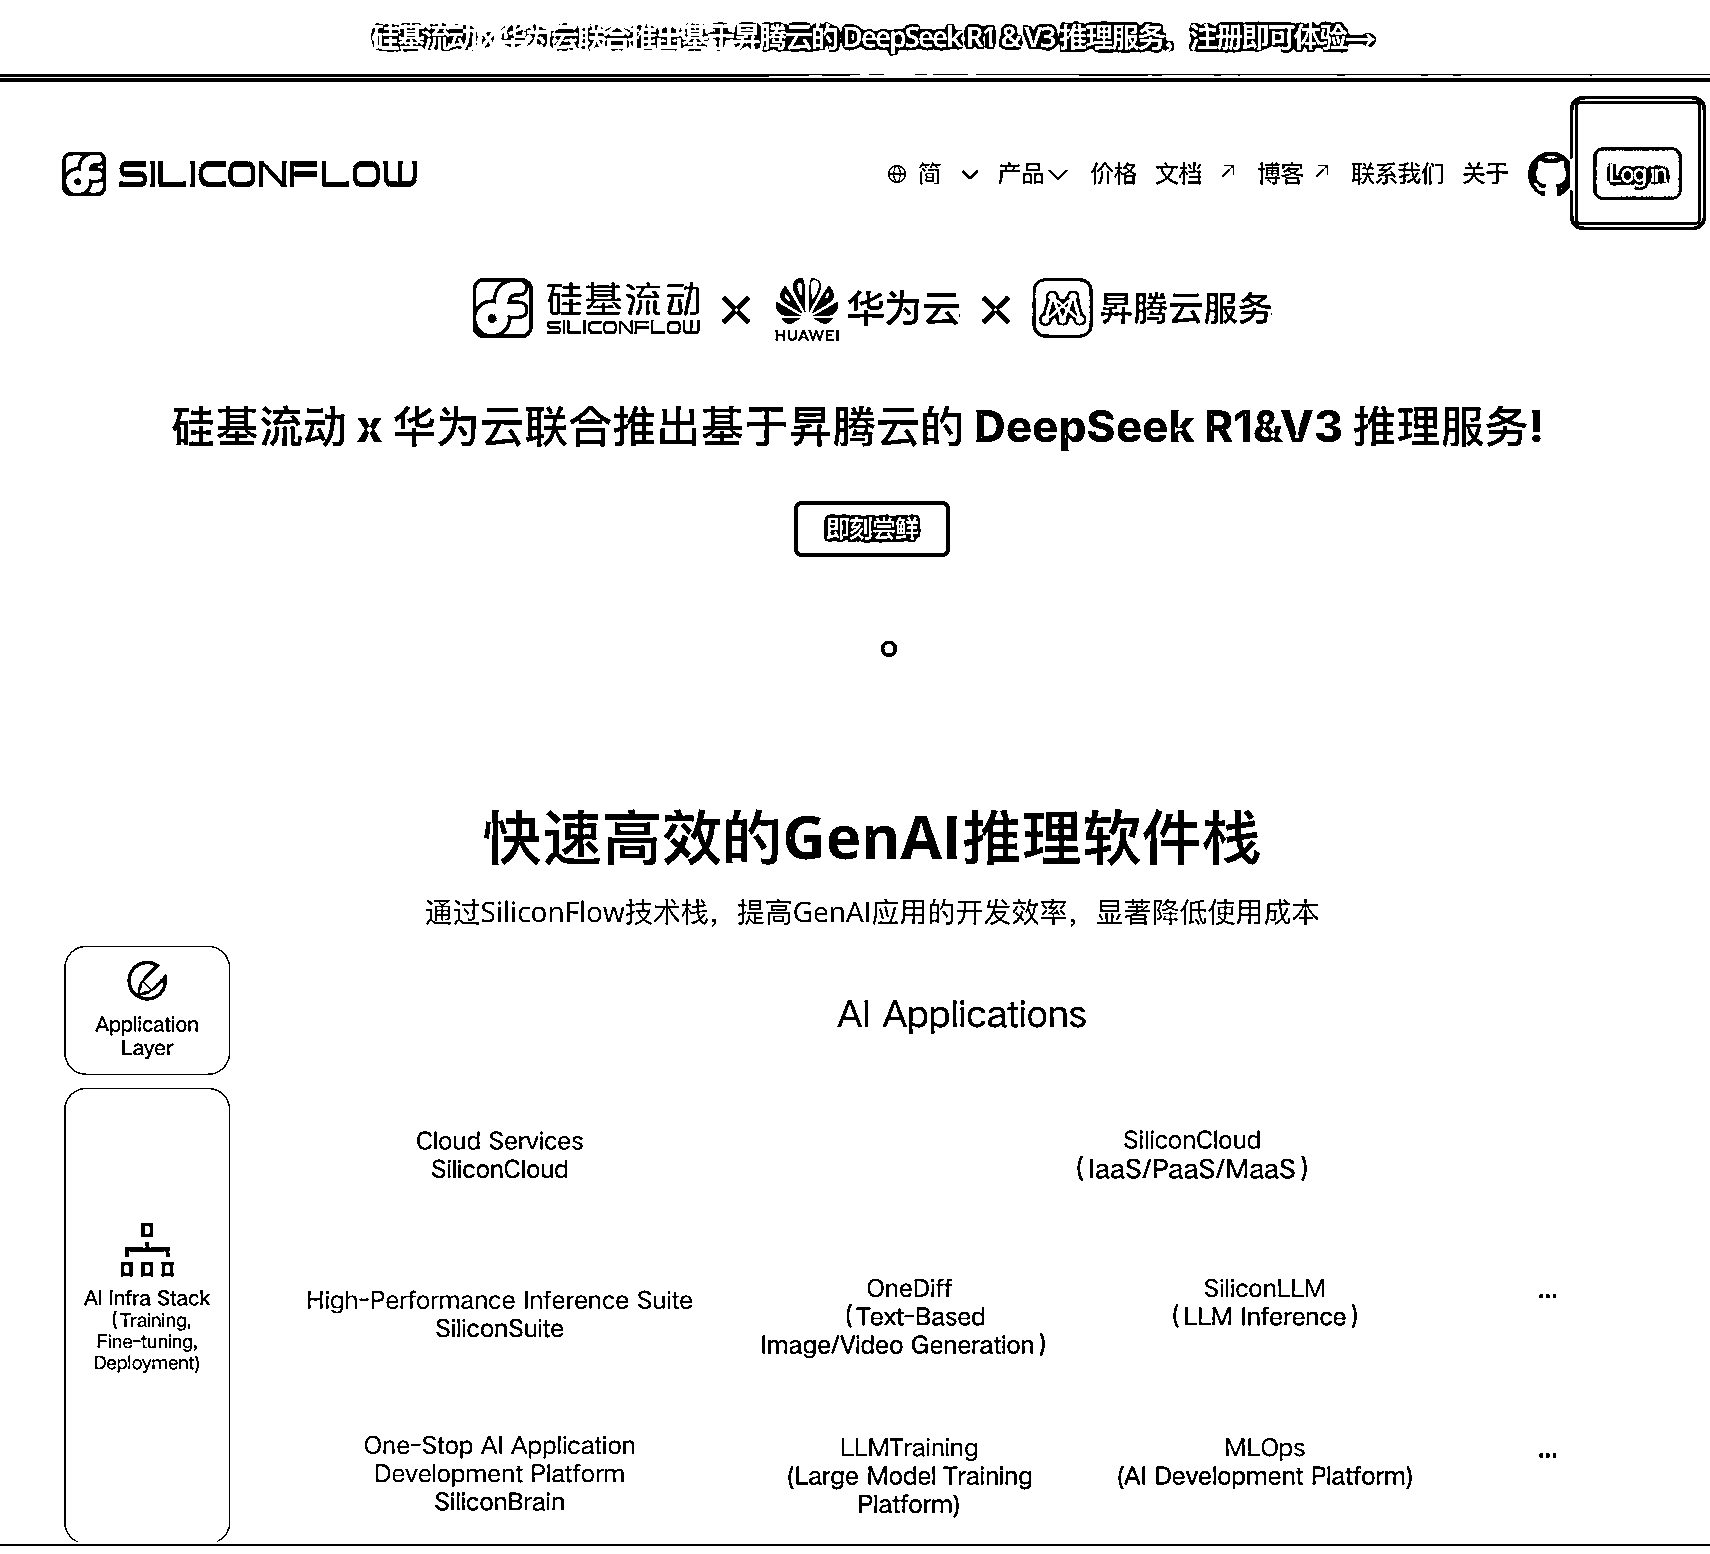 硅基流动 x 华为云联合推出基于昇腾云的 DeepSeek R1 & V3 推理服务，注册即可体验→
SILICONFLOW
简 产品 价格 文档 ↗ 博客 ↗ 联系我们 关于 Log in
硅基流动 SILICONFLOW × HUAWEI 华为云 × 昇腾云服务
硅基流动 x 华为云联合推出基于昇腾云的 DeepSeek R1&V3 推理服务!
即刻尝鲜
快速高效的GenAI推理软件栈
通过SiliconFlow技术栈，提高GenAI应用的开发效率，显著降低使用成本
Application
Layer
AI Applications
Cloud Services
SiliconCloud
SiliconCloud
(IaaS/PaaS/MaaS)
AI Infra Stack
(Training,
Fine-tuning,
Deployment)
High-Performance Inference Suite
SiliconSuite
OneDiff
(Text-Based
Image/Video Generation)
SiliconLLM
(LLM Inference)
...
One-Stop AI Application
Development Platform
SiliconBrain
LLMTraining
(Large Model Training
Platform)
MLOps
(AI Development Platform)
...